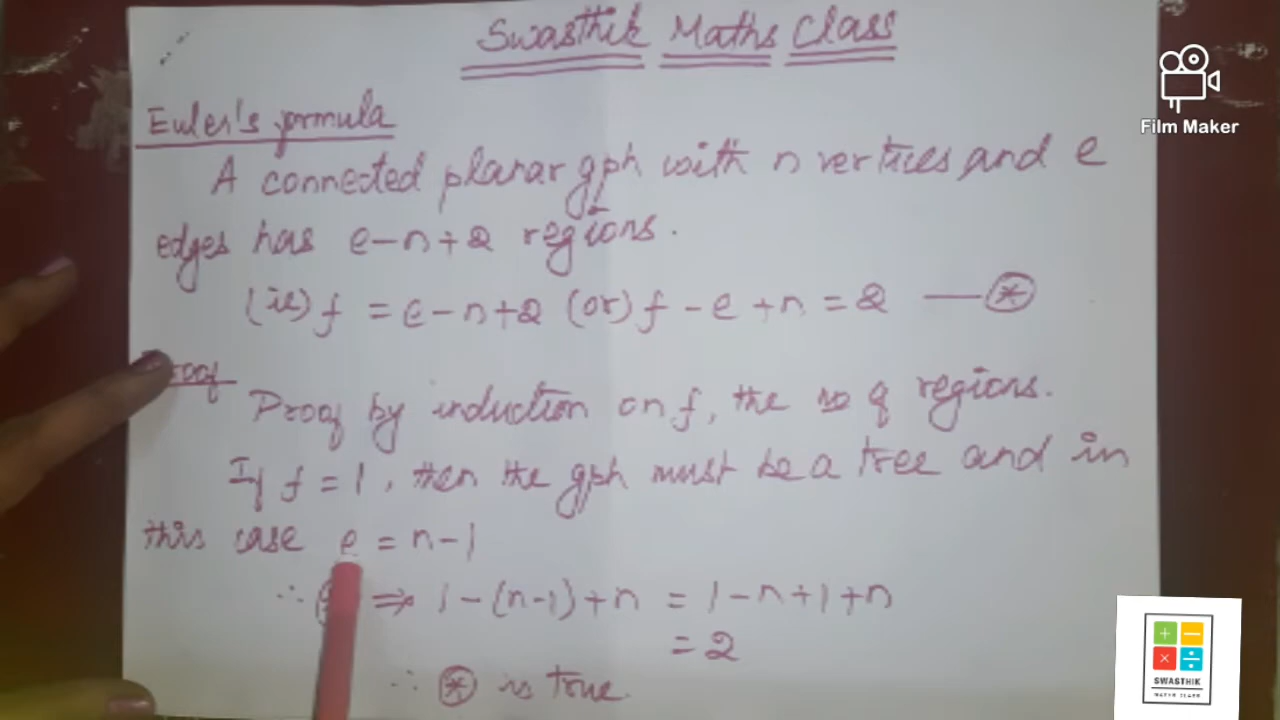 Swasthik Maths Class
Film Maker
Euler's formula
A connected planar gph with n vertices and e
edges has e-n+2 regions.
(ie) f = e-n+2 (or) f - e + n = 2 — (*)
Proof
Proof by induction on f, the no of regions.
If f = 1, then the gph must be a tree and in
this case e = n-1
∴ ⇒ 1-(n-1)+n = 1-n+1+n
= 2
∴ (*) is true.
SWASTHIK
MATHS CLASS